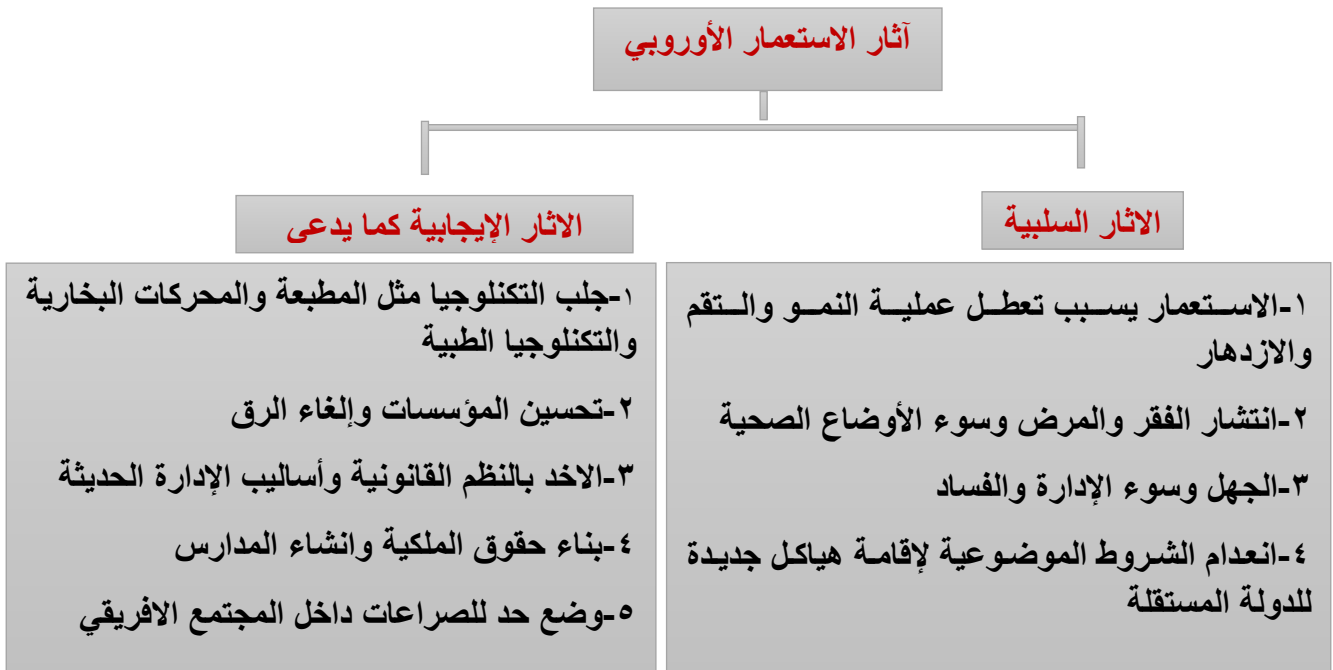 آثار الاستعمار الأوروبي
الاثار السلبية
١-الاستعمار يسبب تعطل عملية النمو والتقم
والازدهار
٢-انتشار الفقر والمرض وسوء الأوضاع الصحية
٣-الجهل وسوء الإدارة والفساد
٤-انعدام الشروط الموضوعية لإقامة هياكل جديدة
للدولة المستقلة
الاثار الإيجابية كما يدعى
١-جلب التكنلوجيا مثل المطبعة والمحركات البخارية
والتكنلوجيا الطبية
٢-تحسين المؤسسات وإلغاء الرق
٣-الاخد بالنظم القانونية وأساليب الإدارة الحديثة
٤-بناء حقوق الملكية وانشاء المدارس
٥-وضع حد للصراعات داخل المجتمع الافريقي